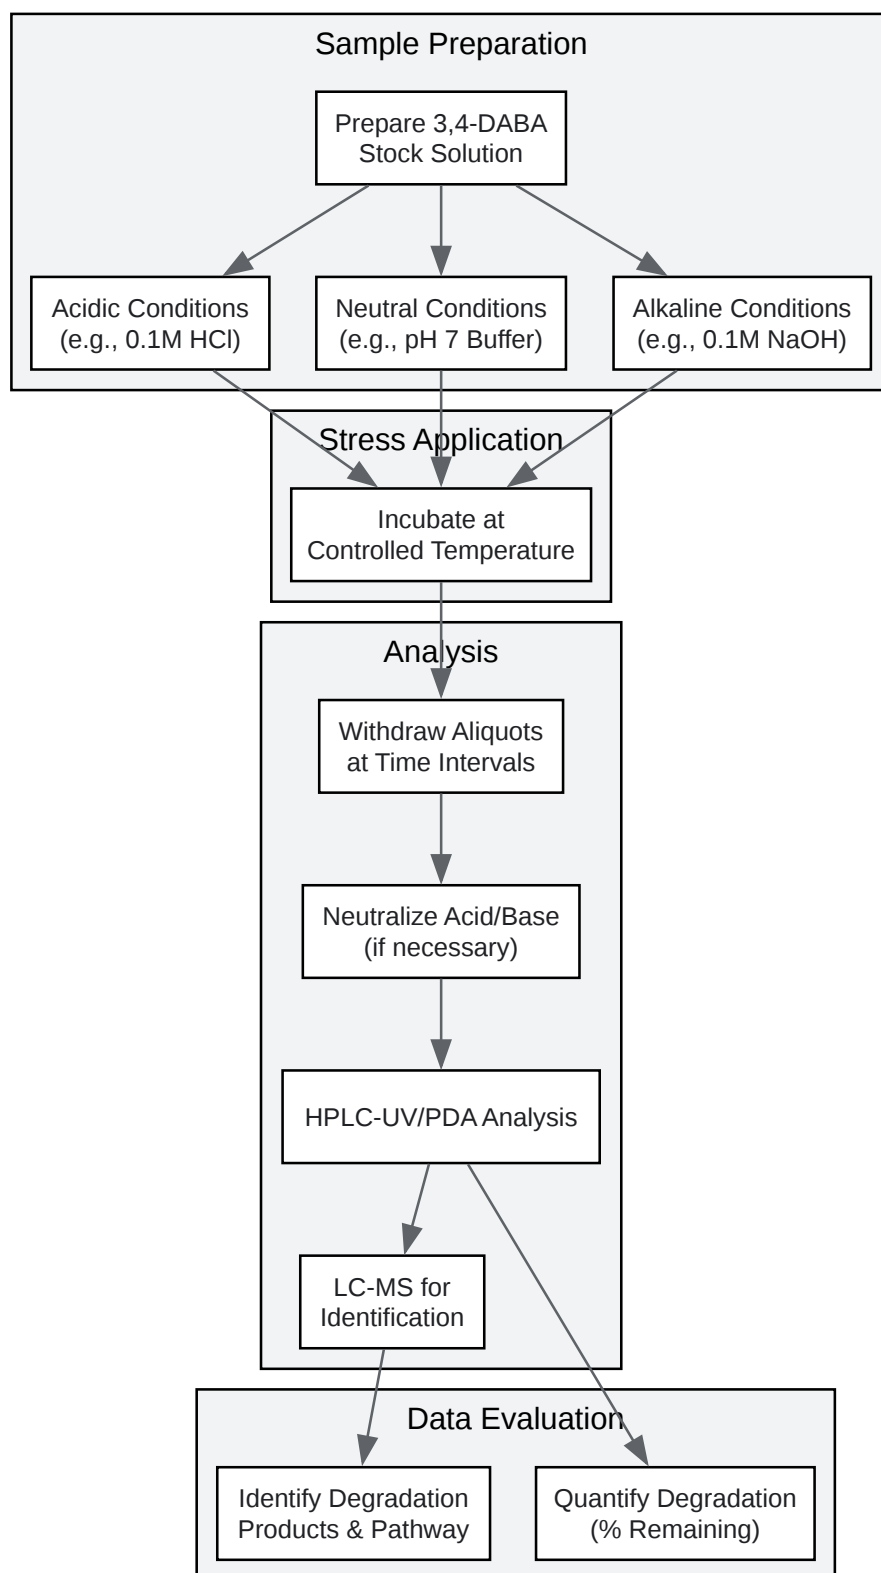 Sample Preparation
Prepare 3,4-DABA
Stock Solution
Acidic Conditions
(e.g., 0.1M HCl)
Neutral Conditions
(e.g., pH 7 Buffer)
Alkaline Conditions
(e.g., 0.1M NaOH)
Stress Application
Incubate at
Controlled Temperature
Analysis
Withdraw Aliquots
at Time Intervals
Neutralize Acid/Base
(if necessary)
HPLC-UV/PDA Analysis
LC-MS for
Identification
Data Evaluation
Identify Degradation
Products & Pathway
Quantify Degradation
(% Remaining)